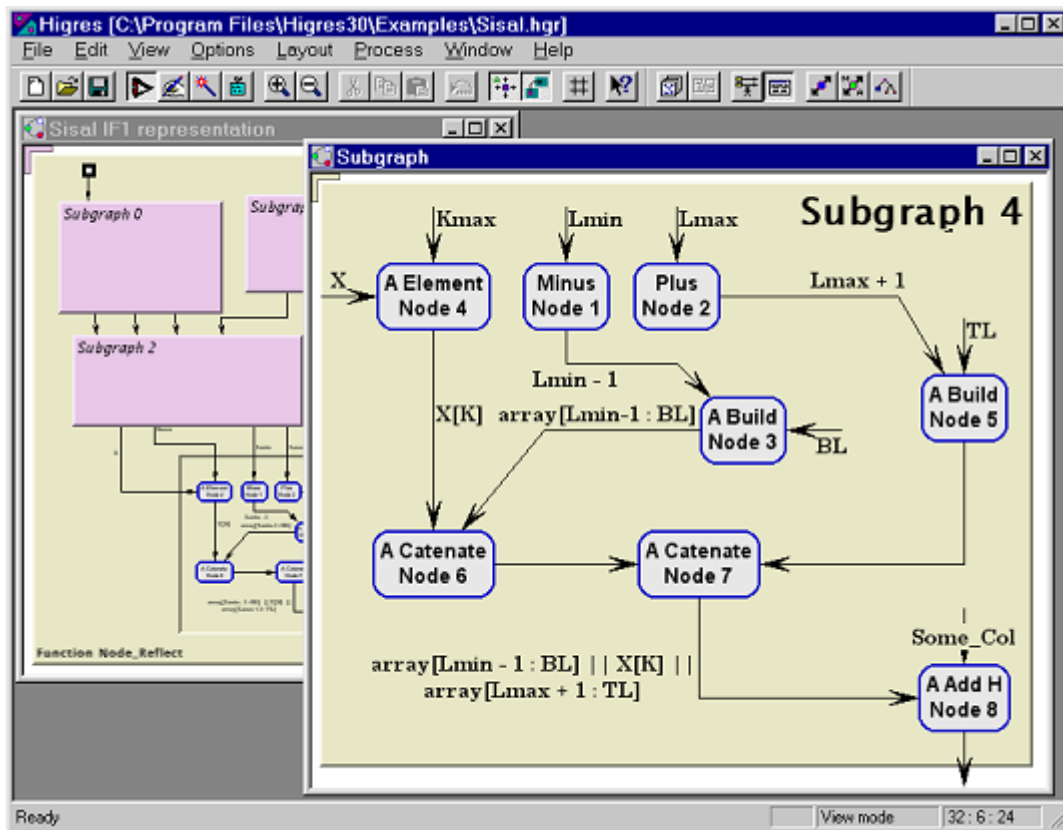 Higres [C:\Program Files\Higres30\Examples\Sisal.hgr]
File Edit View Options Layout Process Window Help
Sisal IF1 representation
Subgraph 0
Subgra
Subgraph 2
Function Node_Reflect
Subgraph
Subgraph 4
Kmax
Lmin
Lmax
X
A Element
Node 4
Minus
Node 1
Plus
Node 2
Lmax + 1
TL
Lmin - 1
A Build
Node 5
X[K]
array[Lmin-1 : BL]
A Build
Node 3
BL
A Catenate
Node 6
A Catenate
Node 7
Some_Col
array[Lmin - 1 : BL] || X[K] ||
array[Lmax + 1 : TL]
A Add H
Node 8
Ready
View mode
32 : 6 : 24